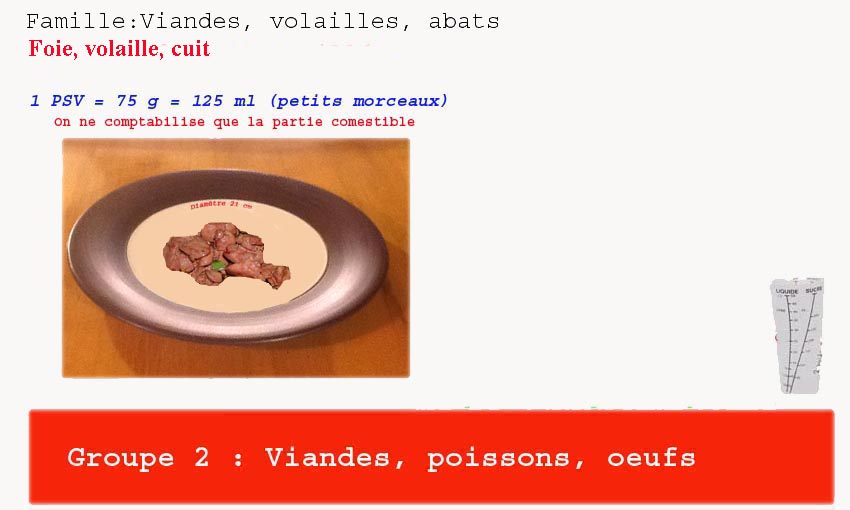 Famille:Viandes, volailles, abats
Foie, volaille, cuit
1 PSV = 75 g = 125 ml (petits morceaux)
On ne comptabilise que la partie comestible
Diamètre 21 cm
LIQUIDE SUCRE
Groupe 2 : Viandes, poissons, oeufs